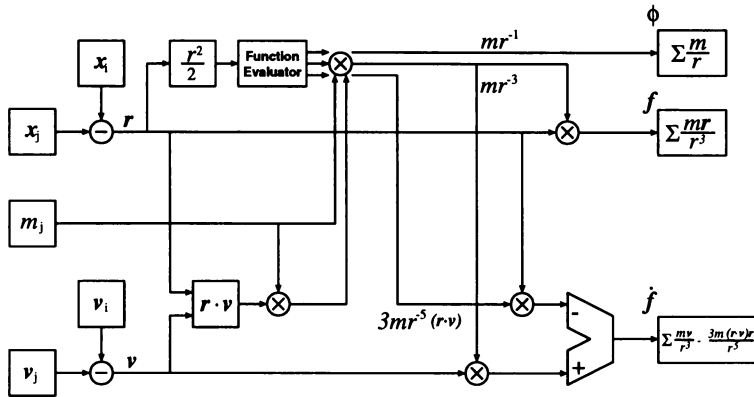 ϕ
x_i
r²/2
Function
Evaluator
⊗
mr⁻¹
Σ m/r
mr⁻³
f
x_j
−
r
⊗
Σ mr/r³
m_j
v_i
r · v
⊗
3mr⁻⁵ (r·v)
⊗
-
ḟ
Σ mv/r³ - 3m(r·v)r/r⁵
v_j
−
v
⊗
+